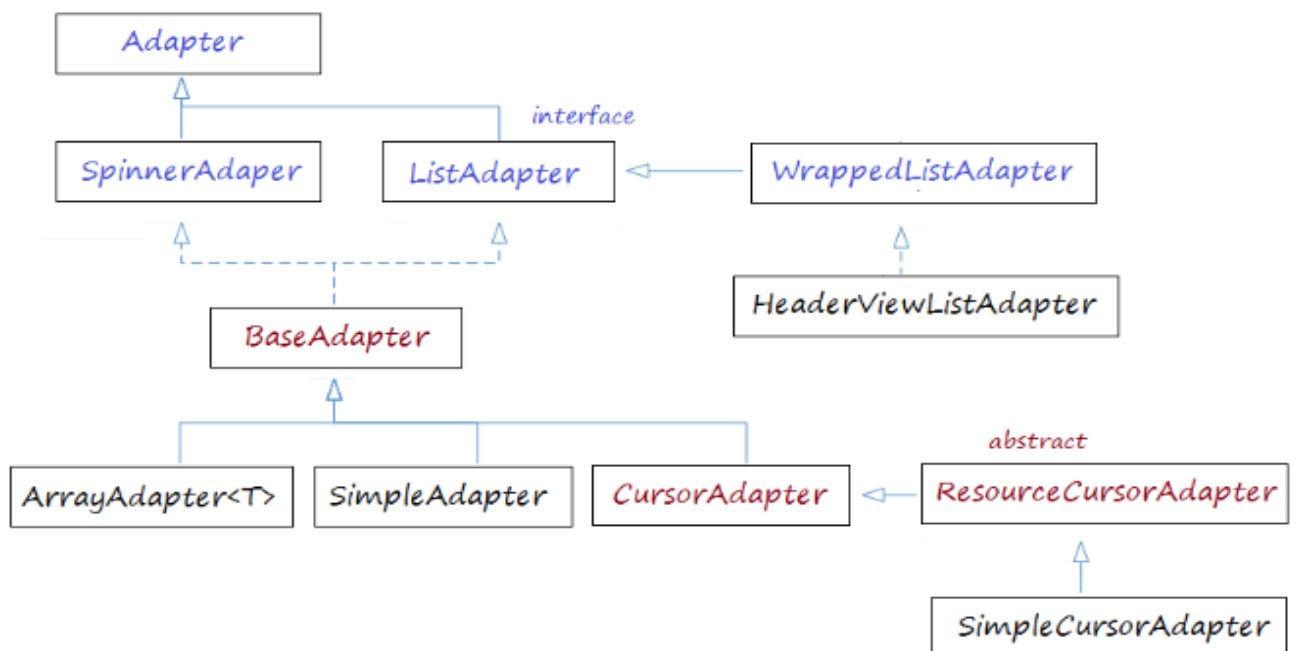 Adapter
interface
SpinnerAdaper
ListAdapter
WrappedListAdapter
HeaderViewListAdapter
BaseAdapter
abstract
ArrayAdapter<T>
SimpleAdapter
CursorAdapter
ResourceCursorAdapter
SimpleCursorAdapter